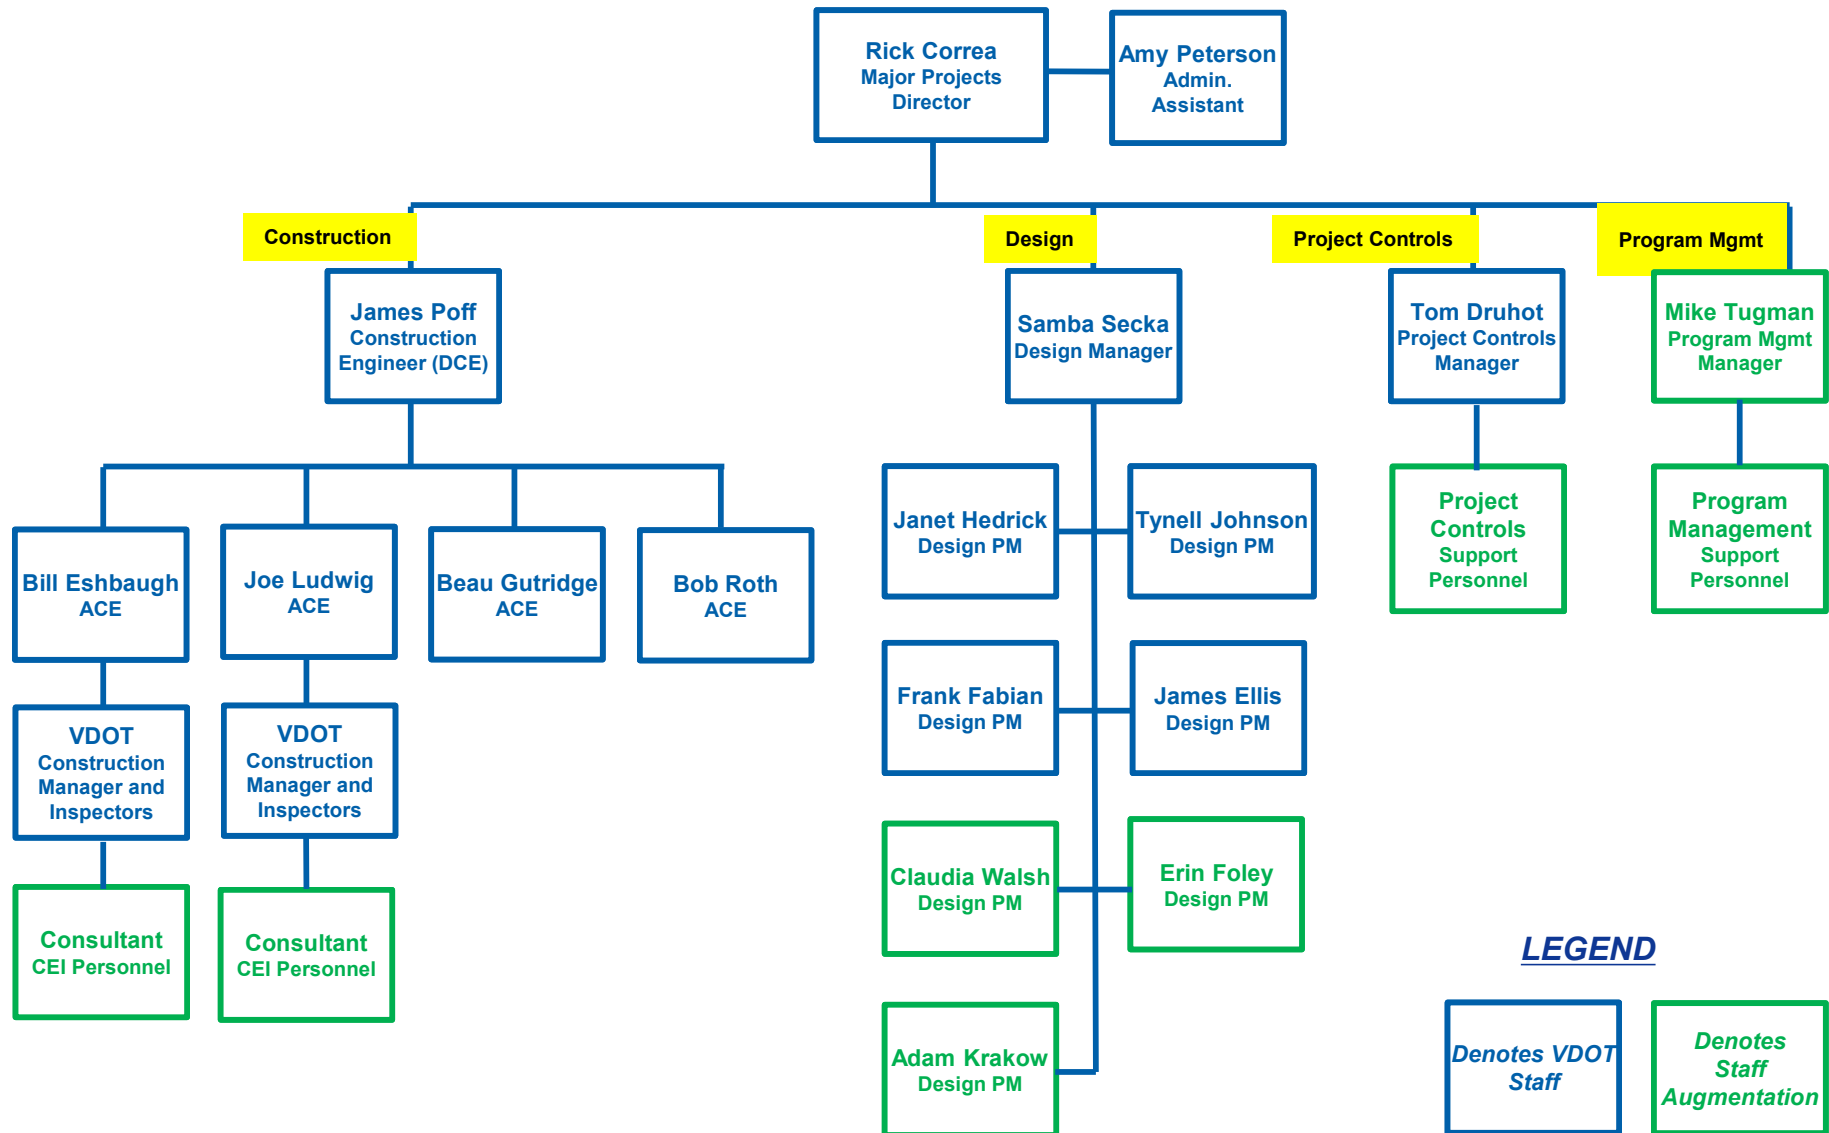 Rick Correa
Major Projects
Director
Amy Peterson
Admin.
Assistant
Construction
Design
Project Controls
Program Mgmt
James Poff
Construction
Engineer (DCE)
Samba Secka
Design Manager
Tom Druhot
Project Controls
Manager
Mike Tugman
Program Mgmt
Manager
Bill Eshbaugh
ACE
Joe Ludwig
ACE
Beau Gutridge
ACE
Bob Roth
ACE
Janet Hedrick
Design PM
Tynell Johnson
Design PM
Project
Controls
Support
Personnel
Program
Management
Support
Personnel
VDOT
Construction
Manager and
Inspectors
VDOT
Construction
Manager and
Inspectors
Frank Fabian
Design PM
James Ellis
Design PM
Consultant
CEI Personnel
Consultant
CEI Personnel
Claudia Walsh
Design PM
Erin Foley
Design PM
Adam Krakow
Design PM
LEGEND
Denotes VDOT
Staff
Denotes
Staff
Augmentation